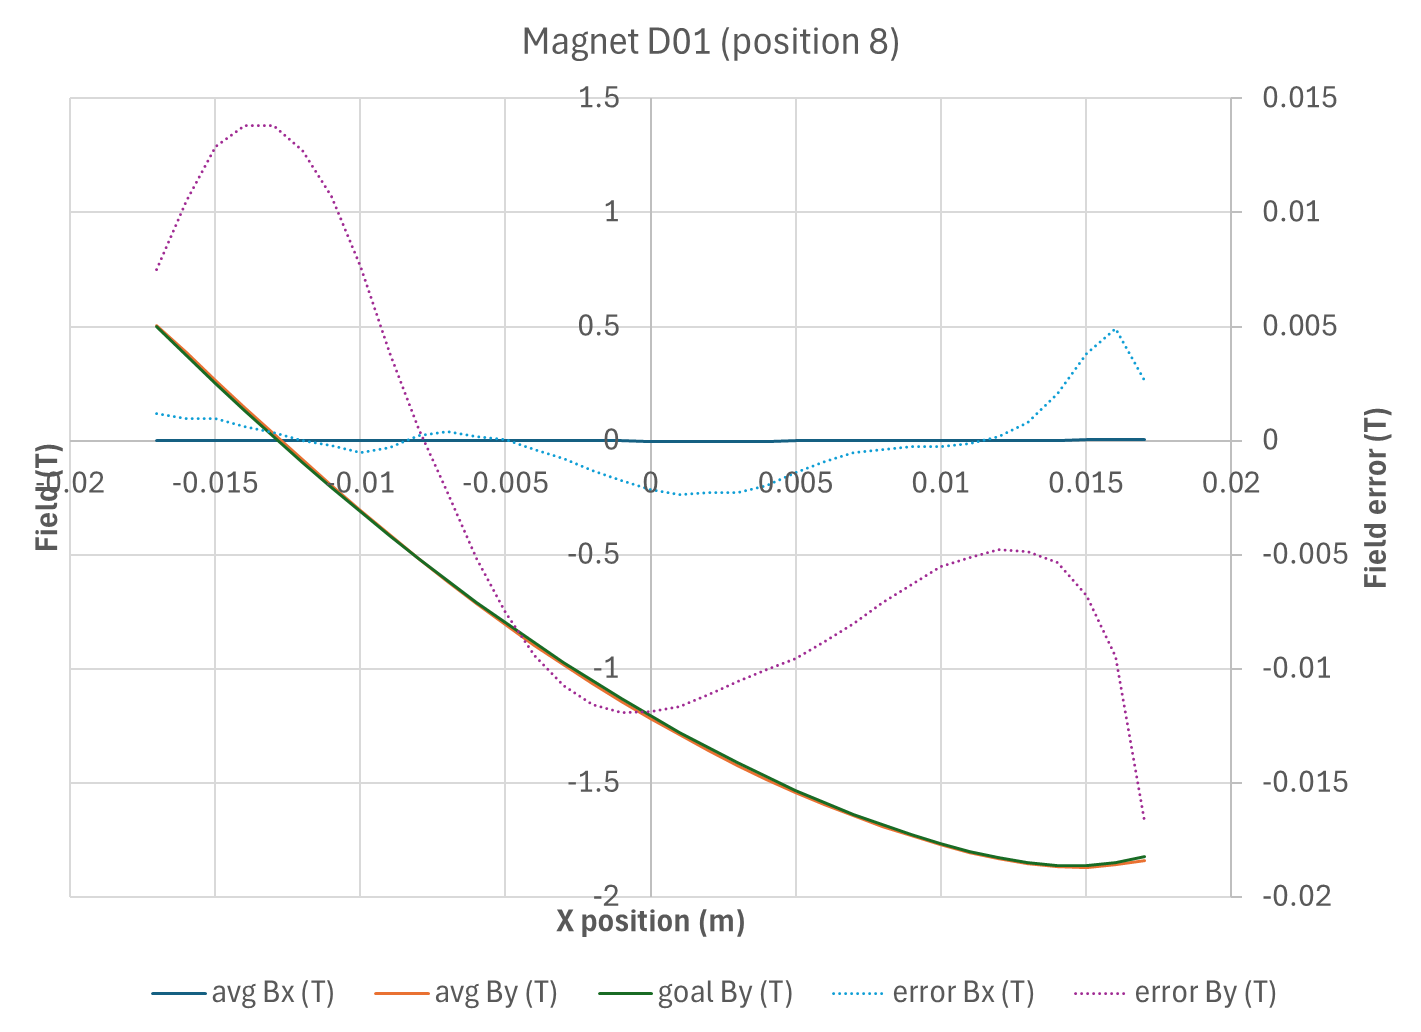 Magnet D01 (position 8)
1.5
1
0.5
0
-0.5
-1
-1.5
-2
0.015
0.01
0.005
0
-0.005
-0.01
-0.015
-0.02
-0.02 -0.015 -0.01 -0.005 0 0.005 0.01 0.015 0.02
Field (T)
Field error (T)
X position (m)
avg Bx (T) avg By (T) goal By (T) error Bx (T) error By (T)